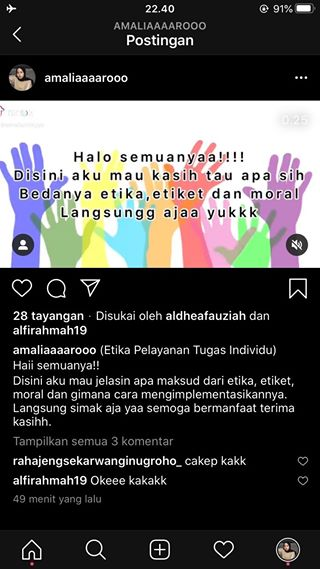 22.40
91%
AMALIAAAAROOO
Postingan
amaliaaaarooo
0:25
Halo semuanyaa!!!!
Disini aku mau kasih tau apa sih
Bedanya etika,etiket dan moral
Langsungg ajaa yukkk
28 tayangan · Disukai oleh aldheafauziah dan
alfirahmah19
amaliaaaarooo (Etika Pelayanan Tugas Individu)
Haii semuanya!!
Disini aku mau jelasin apa maksud dari etika, etiket,
moral dan gimana cara mengimplementasikannya.
Langsung simak aja yaa semoga bermanfaat terima
kasihh.
Tampilkan semua 3 komentar
rahajengsekarwanginugroho_ cakep kakk
alfirahmah19 Okeee kakakk
49 menit yang lalu